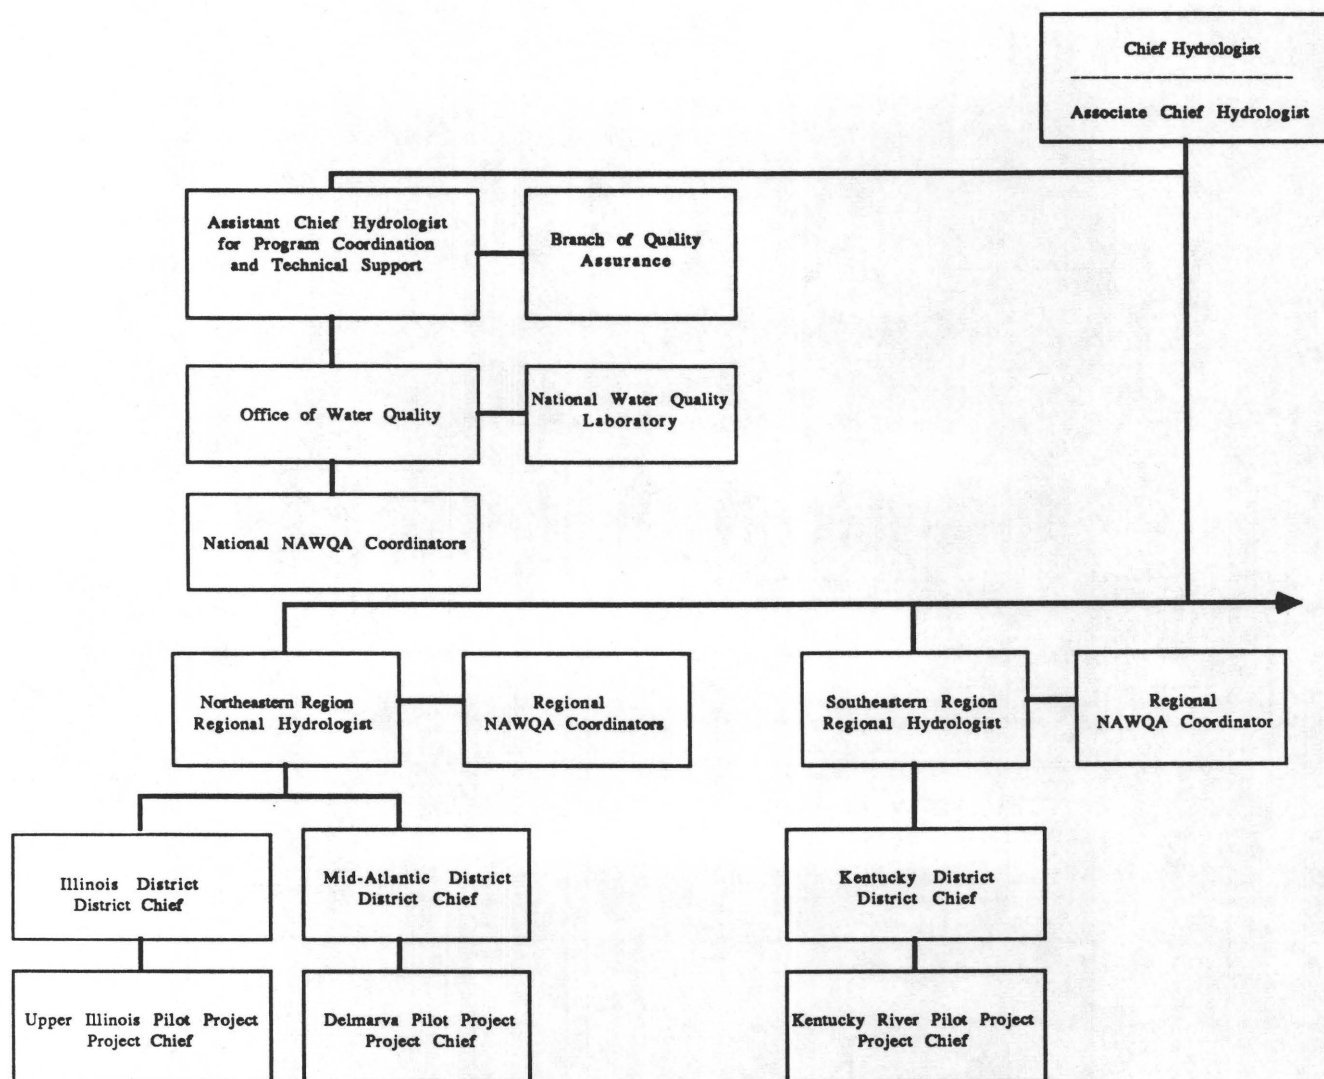 Chief Hydrologist
Associate Chief Hydrologist
Assistant Chief Hydrologist
for Program Coordination
and Technical Support
Branch of Quality
Assurance
Office of Water Quality
National Water Quality
Laboratory
National NAWQA Coordinators
Northeastern Region
Regional Hydrologist
Regional
NAWQA Coordinators
Southeastern Region
Regional Hydrologist
Regional
NAWQA Coordinator
Illinois District
District Chief
Mid-Atlantic District
District Chief
Kentucky District
District Chief
Upper Illinois Pilot Project
Project Chief
Delmarva Pilot Project
Project Chief
Kentucky River Pilot Project
Project Chief